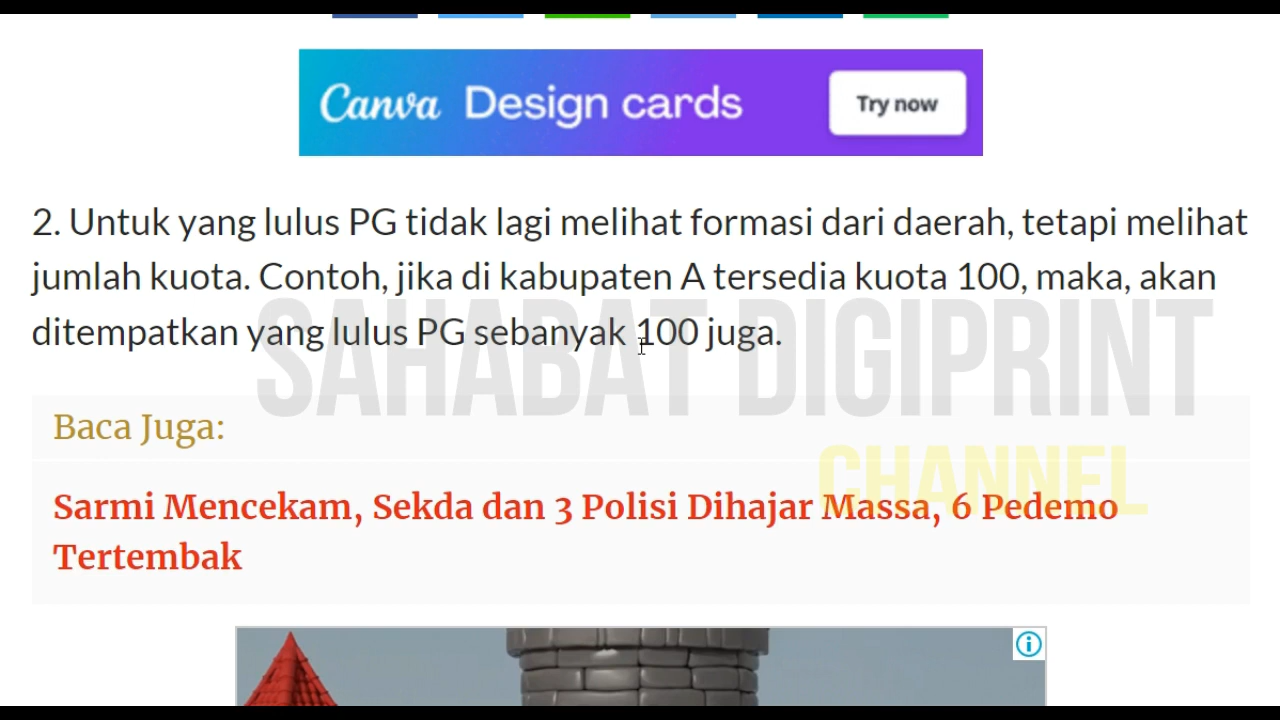 Canva Design cards Try now
2. Untuk yang lulus PG tidak lagi melihat formasi dari daerah, tetapi melihat
jumlah kuota. Contoh, jika di kabupaten A tersedia kuota 100, maka, akan
ditempatkan yang lulus PG sebanyak 100 juga.
SAHABAT DIGIPRINT
Baca Juga:
CHANNEL
Sarmi Mencekam, Sekda dan 3 Polisi Dihajar Massa, 6 Pedemo
Tertembak